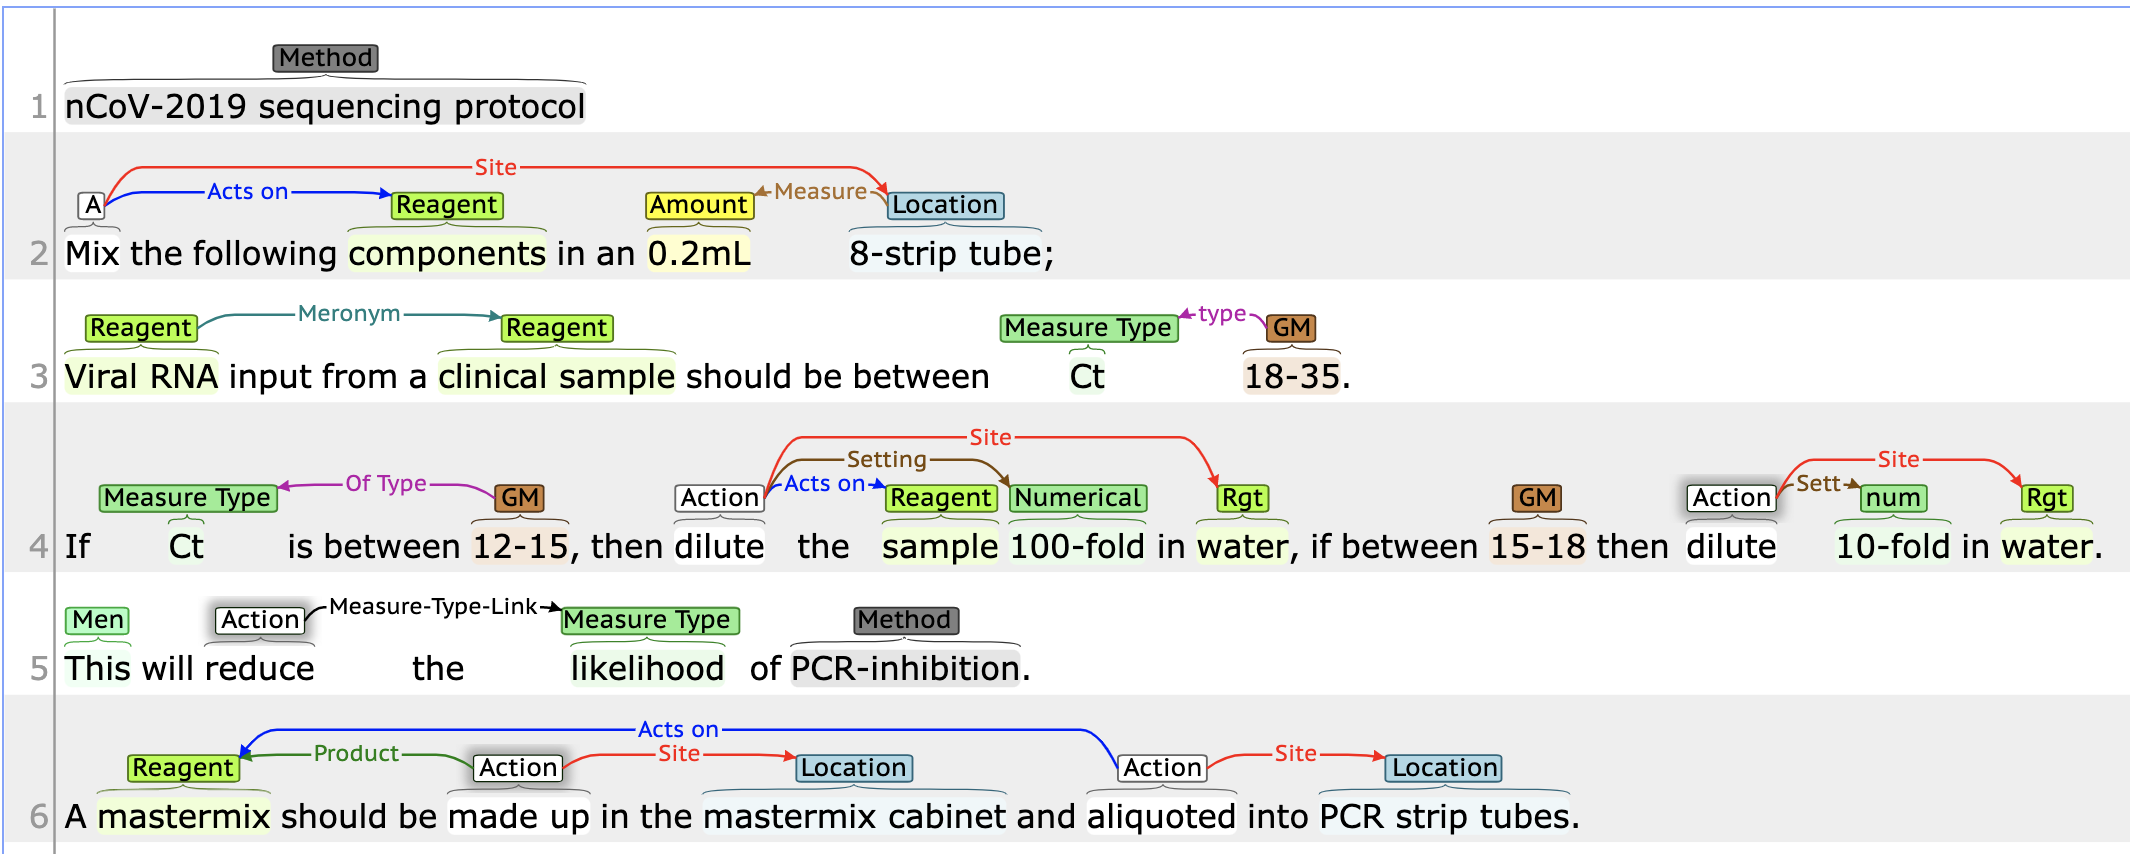 Method
1 nCoV-2019 sequencing protocol
Site
Acts on
A Reagent Amount Measure Location
2 Mix the following components in an 0.2mL 8-strip tube;
Reagent Meronym Reagent Measure Type type GM
3 Viral RNA input from a clinical sample should be between Ct 18-35.
Site
Setting Site
Measure Type Of Type GM Action Acts on Reagent Numerical Rgt GM Action Sett num Rgt
4 If Ct is between 12-15, then dilute the sample 100-fold in water, if between 15-18 then dilute 10-fold in water.
Men Action Measure-Type-Link Measure Type Method
5 This will reduce the likelihood of PCR-inhibition.
Acts on
Reagent Product Action Site Location Action Site Location
6 A mastermix should be made up in the mastermix cabinet and aliquoted into PCR strip tubes.